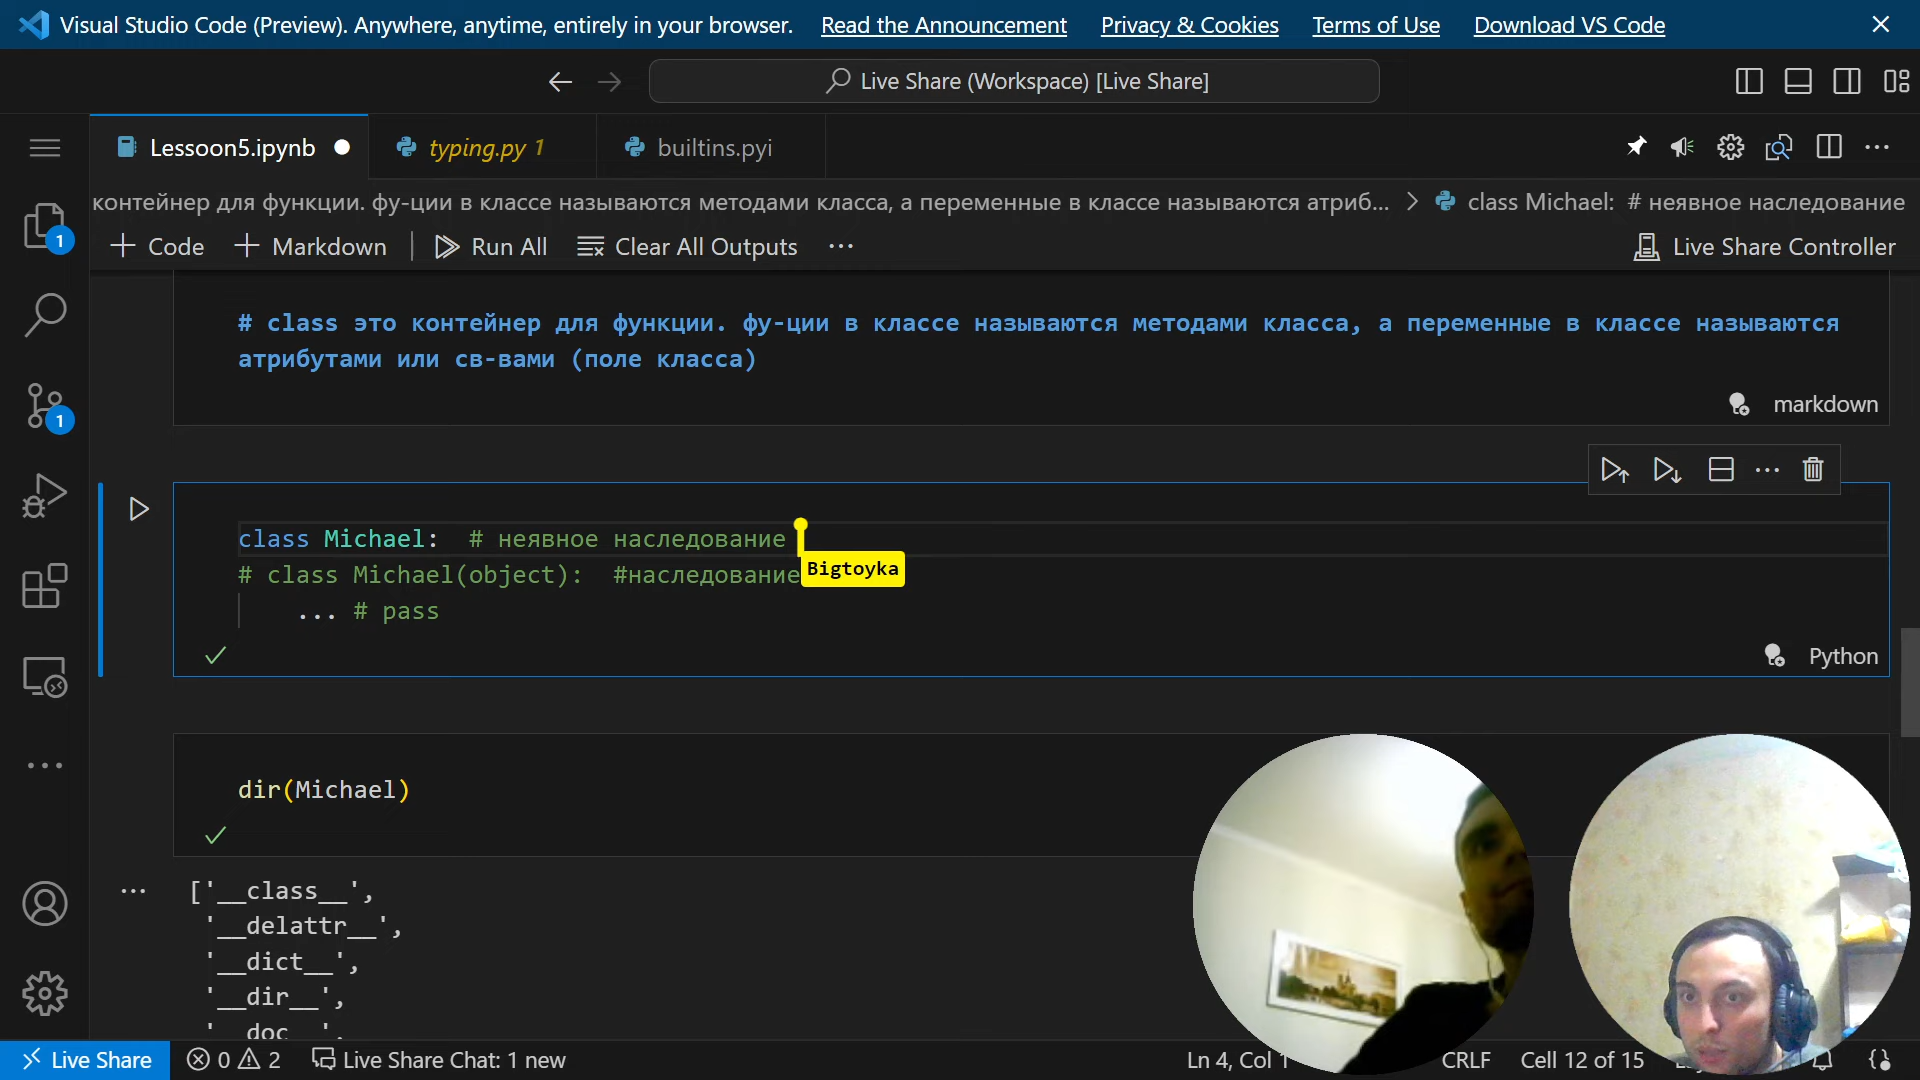 Visual Studio Code (Preview). Anywhere, anytime, entirely in your browser. Read the Announcement Privacy & Cookies Terms of Use Download VS Code
Live Share (Workspace) [Live Share]
Lessoon5.ipynb typing.py 1 builtins.pyi
контейнер для функции. фу-ции в классе называются методами класса, а переменные в классе называются атриб... > class Michael: # неявное наследование
Code Markdown Run All Clear All Outputs ... Live Share Controller
# class это контейнер для функции. фу-ции в классе называются методами класса, а переменные в классе называются
атрибутами или св-вами (поле класса)
markdown
class Michael:  # неявное наследование
Bigtoyka
# class Michael(object):  #наследование
... # pass
Python
dir(Michael)
['__class__',
'__delattr__',
'__dict__',
'__dir__',
'__doc__',
1
1
Live Share 0 2 Live Share Chat: 1 new Ln 4, Col 1 CRLF Cell 12 of 15